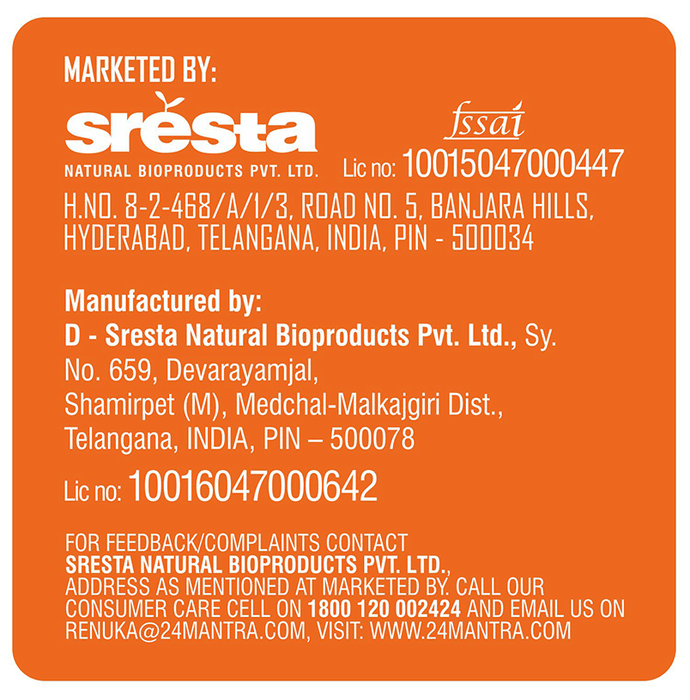 MARKETED BY:
sresta
NATURAL BIOPRODUCTS PVT. LTD.
fssai
Lic no: 10015047000447
H.NO. 8-2-468/A/1/3, ROAD NO. 5, BANJARA HILLS,
HYDERABAD, TELANGANA, INDIA, PIN - 500034
Manufactured by:
D - Sresta Natural Bioproducts Pvt. Ltd., Sy.
No. 659, Devarayamjal,
Shamirpet (M), Medchal-Malkajgiri Dist.,
Telangana, INDIA, PIN – 500078
Lic no: 10016047000642
FOR FEEDBACK/COMPLAINTS CONTACT
SRESTA NATURAL BIOPRODUCTS PVT. LTD.,
ADDRESS AS MENTIONED AT MARKETED BY. CALL OUR
CONSUMER CARE CELL ON 1800 120 002424 AND EMAIL US ON
RENUKA@24MANTRA.COM, VISIT: WWW.24MANTRA.COM